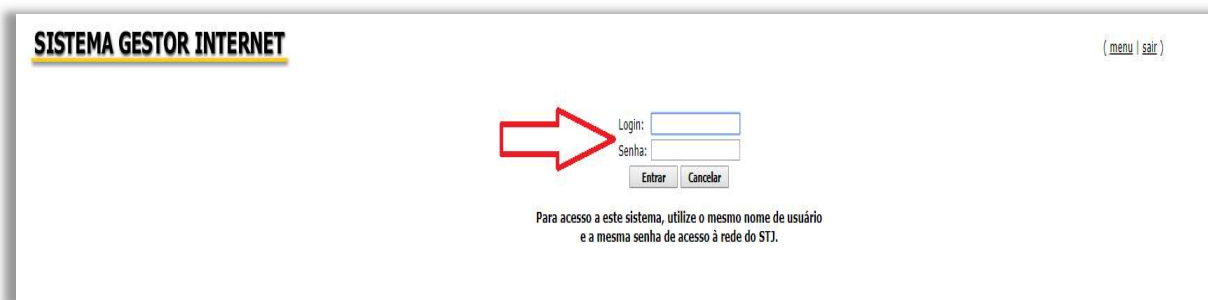 SISTEMA GESTOR INTERNET
( menu | sair )
Login:
Senha:
Entrar Cancelar
Para acesso a este sistema, utilize o mesmo nome de usuário
e a mesma senha de acesso à rede do STJ.